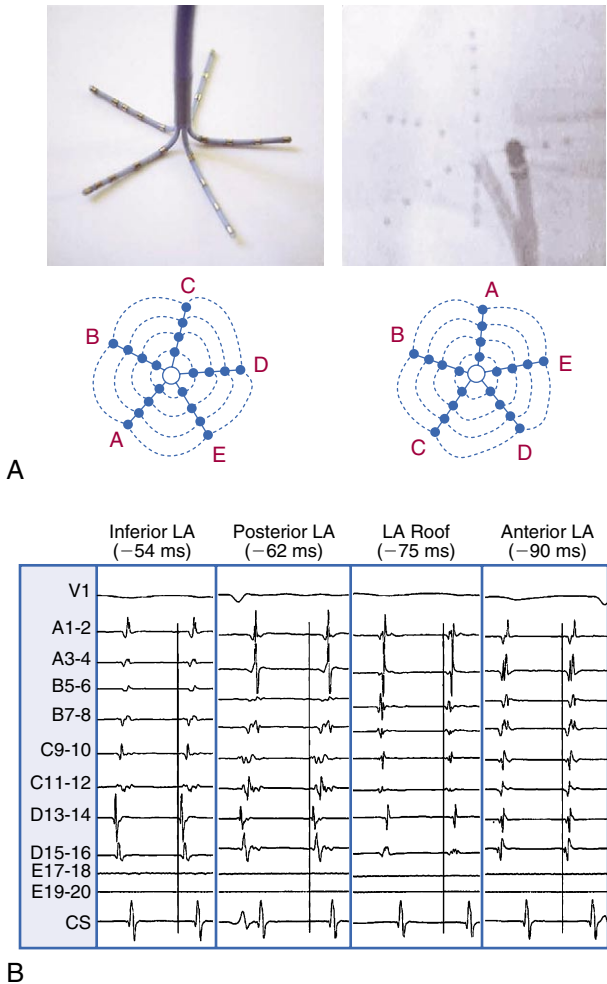 C
B
D
A
E
A
B
E
C
D
A
Inferior LA
(−54 ms)
Posterior LA
(−62 ms)
LA Roof
(−75 ms)
Anterior LA
(−90 ms)
V1
A1-2
A3-4
B5-6
B7-8
C9-10
C11-12
D13-14
D15-16
E17-18
E19-20
CS
B